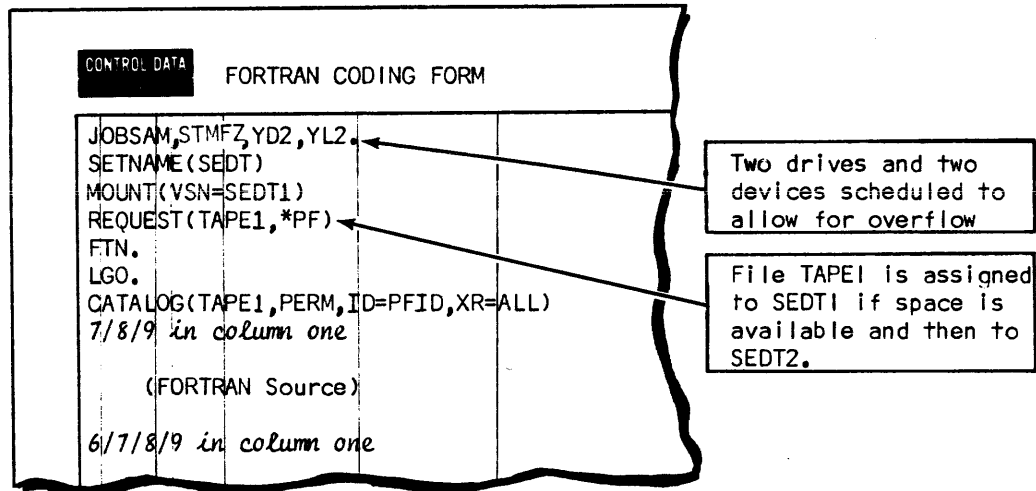 CONTROL DATA
FORTRAN CODING FORM
JOBSAM,STMFZ,YD2,YL2.
SETNAME(SEDT)
MOUNT(VSN=SEDT1)
REQUEST(TAPE1,*PF)
FTN.
LGO.
CATALOG(TAPE1,PERM,ID=PFID,XR=ALL)
7/8/9 in column one
(FORTRAN Source)
6/7/8/9 in column one
Two drives and two
devices scheduled to
allow for overflow
File TAPE1 is assigned
to SEDT1 if space is
available and then to
SEDT2.